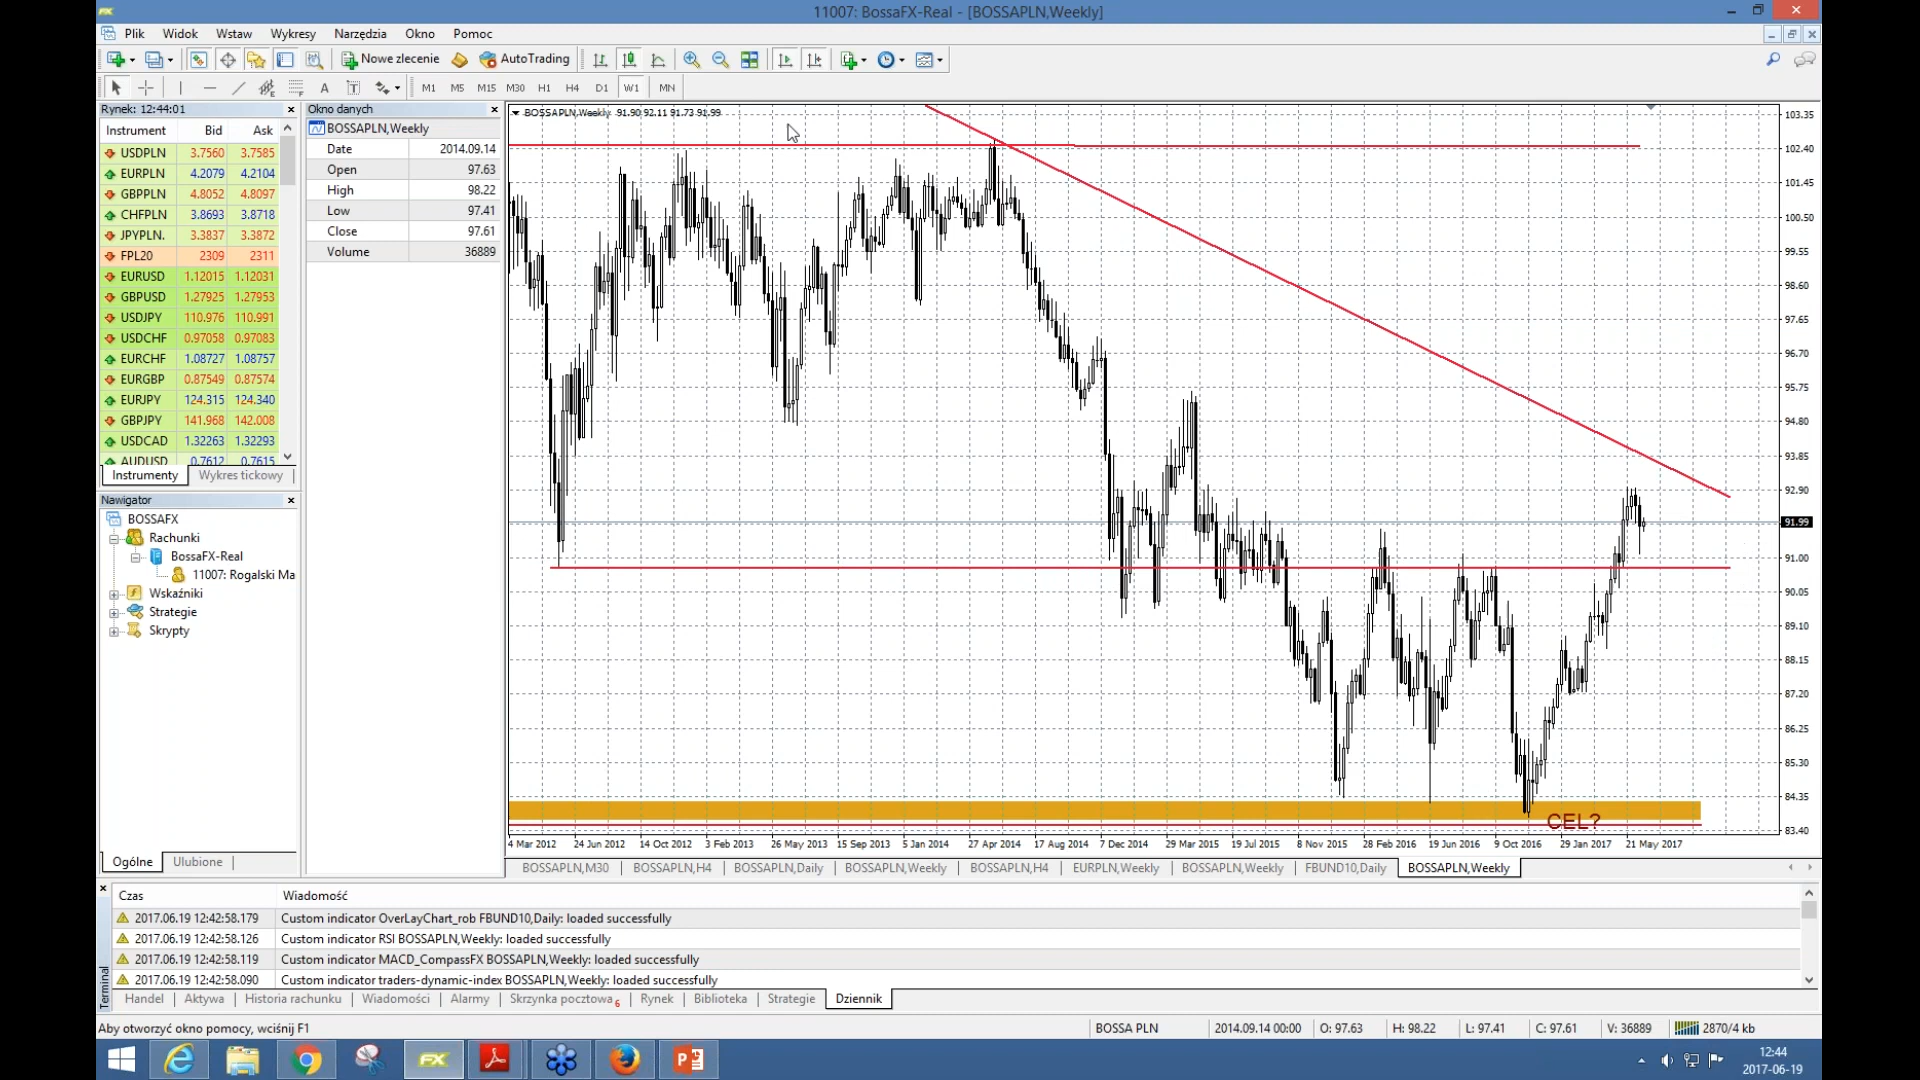 11007: BossaFX-Real - [BOSSAPLN,Weekly]
Plik Widok Wstaw Wykresy Narzędzia Okno Pomoc
Nowe zlecenie AutoTrading
M1 M5 M15 M30 H1 H4 D1 W1 MN
Rynek: 12:44:01
Instrument Bid Ask
USDPLN 3.7560 3.7585
EURPLN 4.2079 4.2104
GBPPLN 4.8052 4.8097
CHFPLN 3.8693 3.8718
JPYPLN. 3.3837 3.3872
FPL20 2309 2311
EURUSD 1.12015 1.12031
GBPUSD 1.27925 1.27953
USDJPY 110.976 110.991
USDCHF 0.97058 0.97083
EURCHF 1.08727 1.08757
EURGBP 0.87549 0.87574
EURJPY 124.315 124.340
GBPJPY 141.968 142.008
USDCAD 1.32263 1.32293
AUDUSD 0.7612 0.7615
Instrumenty Wykres tickowy
Nawigator
BOSSAFX
Rachunki
BossaFX-Real
11007: Rogalski Ma
Wskaźniki
Strategie
Skrypty
Ogólne Ulubione
Okno danych
BOSSAPLN,Weekly
Date 2014.09.14
Open 97.63
High 98.22
Low 97.41
Close 97.61
Volume 36889
BOSSAPLN,Weekly 91.90 92.11 91.73 91.99
103.35
102.40
101.45
100.50
99.55
98.60
97.65
96.70
95.75
94.80
93.85
92.90
91.99
91.00
90.05
89.10
88.15
87.20
86.25
85.30
84.35
83.40
CEL?
4 Mar 2012 24 Jun 2012 14 Oct 2012 3 Feb 2013 26 May 2013 15 Sep 2013 5 Jan 2014 27 Apr 2014 17 Aug 2014 7 Dec 2014 29 Mar 2015 19 Jul 2015 8 Nov 2015 28 Feb 2016 19 Jun 2016 9 Oct 2016 29 Jan 2017 21 May 2017
BOSSAPLN,M30 BOSSAPLN,H4 BOSSAPLN,Daily BOSSAPLN,Weekly BOSSAPLN,H4 EURPLN,Weekly BOSSAPLN,Weekly FBUND10,Daily BOSSAPLN,Weekly
Czas Wiadomość
2017.06.19 12:42:58.179 Custom indicator OverLayChart_rob FBUND10,Daily: loaded successfully
2017.06.19 12:42:58.126 Custom indicator RSI BOSSAPLN,Weekly: loaded successfully
2017.06.19 12:42:58.119 Custom indicator MACD_CompassFX BOSSAPLN,Weekly: loaded successfully
2017.06.19 12:42:58.090 Custom indicator traders-dynamic-index BOSSAPLN,Weekly: loaded successfully
Terminal
Handel Aktywa Historia rachunku Wiadomości Alarmy Skrzynka pocztowa 6 Rynek Biblioteka Strategie Dziennik
Aby otworzyć okno pomocy, wciśnij F1
BOSSA PLN 2014.09.14 00:00 O: 97.63 H: 98.22 L: 97.41 C: 97.61 V: 36889 2870/4 kb
FX
12:44
2017-06-19